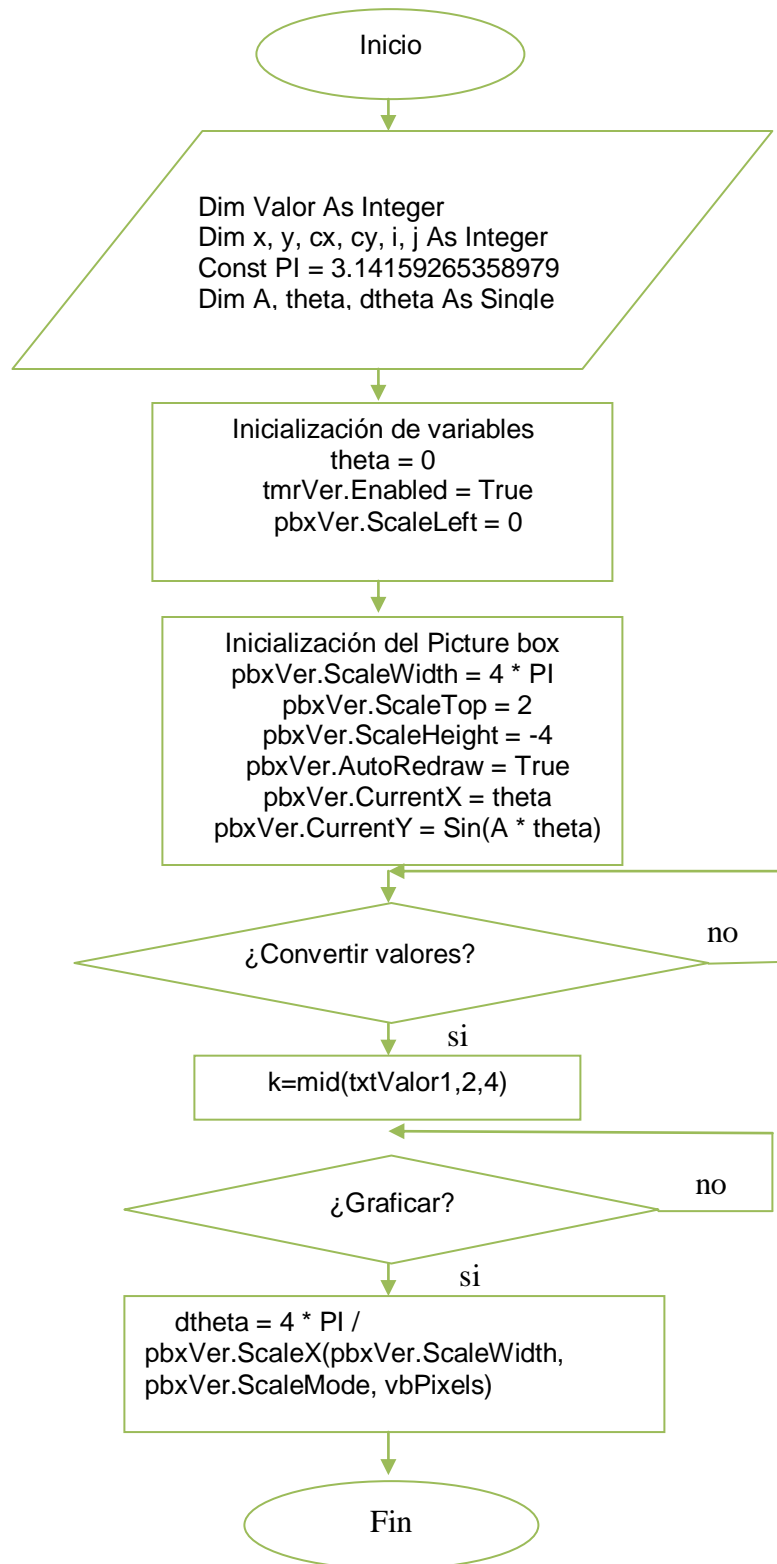 Inicio
Dim Valor As Integer
Dim x, y, cx, cy, i, j As Integer
Const PI = 3.14159265358979
Dim A, theta, dtheta As Single
Inicialización de variables
theta = 0
tmrVer.Enabled = True
pbxVer.ScaleLeft = 0
Inicialización del Picture box
pbxVer.ScaleWidth = 4 * PI
pbxVer.ScaleTop = 2
pbxVer.ScaleHeight = -4
pbxVer.AutoRedraw = True
pbxVer.CurrentX = theta
pbxVer.CurrentY = Sin(A * theta)
¿Convertir valores?
no
si
k=mid(txtValor1,2,4)
¿Graficar?
no
si
dtheta = 4 * PI /
pbxVer.ScaleX(pbxVer.ScaleWidth,
pbxVer.ScaleMode, vbPixels)
Fin